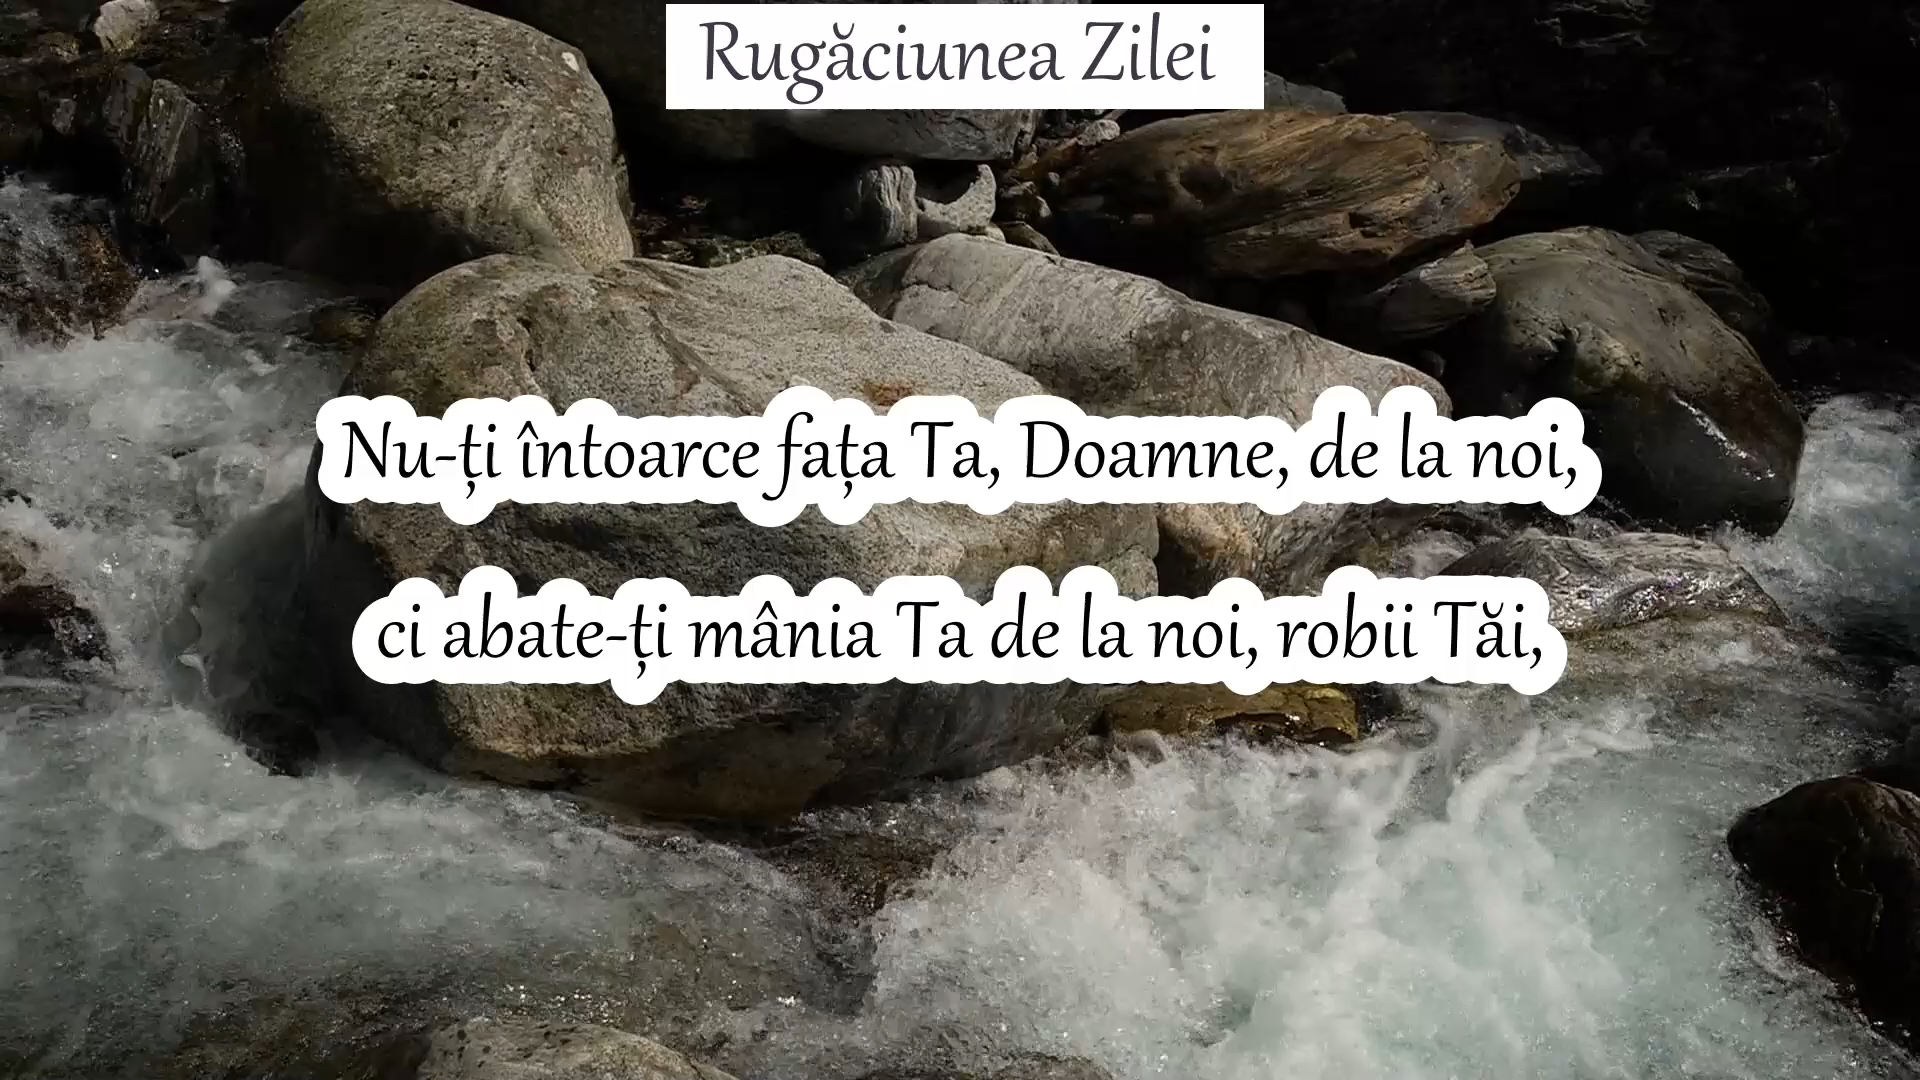 Rugăciunea Zilei
Nu-ți întoarce fața Ta, Doamne, de la noi,
ci abate-ți mânia Ta de la noi, robii Tăi,